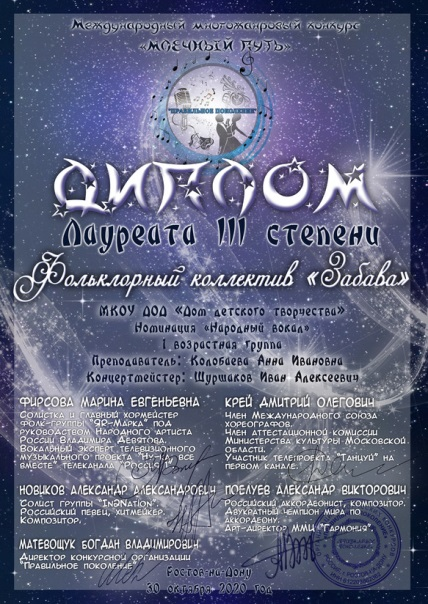 Международный многожанровый конкурс
«МЛЕЧНЫЙ ПУТЬ»
"ПРАВИЛЬНОЕ ПОКОЛЕНИЕ"
ДИПЛОМ
Лауреата III степени
Фольклорный коллектив «Забава»
МКОУ ДОД «Дом детского творчества»
Номинация «Народный вокал»
1 возрастная группа
Преподаватель: Колобаева Анна Ивановна
Концертмейстер: Шуршаков Иван Алексеевич
ФИРСОВА МАРИНА ЕВГЕНЬЕВНА
Солистка и главный хормейстер
фолк-группы "ЯR-Марка" под
руководством Народного артиста
России Владимира Девятова.
Вокальный эксперт телевизионного
музыкального проекта "Ну-ка, все
вместе" телеканала "Россия 1"
НОВИКОВ АЛЕКСАНДР АЛЕКСАНДРОВИЧ
Солист группы "InЯNation".
Российский певец, хитмейкер.
Композитор.
МАТЕВОЩУК БОГДАН ВЛАДИМИРОВИЧ
Директор конкурсной организации
"Правильное поколение"
КРЕЙ ДМИТРИЙ ОЛЕГОВИЧ
Член Международного союза
хореографов.
Член аттестационной комиссии
Министерства культуры Московской
области.
Участник телепроекта "Танцуй" на
первом канале.
ПОЕЛУЕВ АЛЕКСАНДР ВИКТОРОВИЧ
Российский аккордеонист, композитор.
Двукратный чемпион мира по
аккордеону.
Арт-директор ММЦ "Гармония".
Ростов-на-Дону
30 октября 2020 год